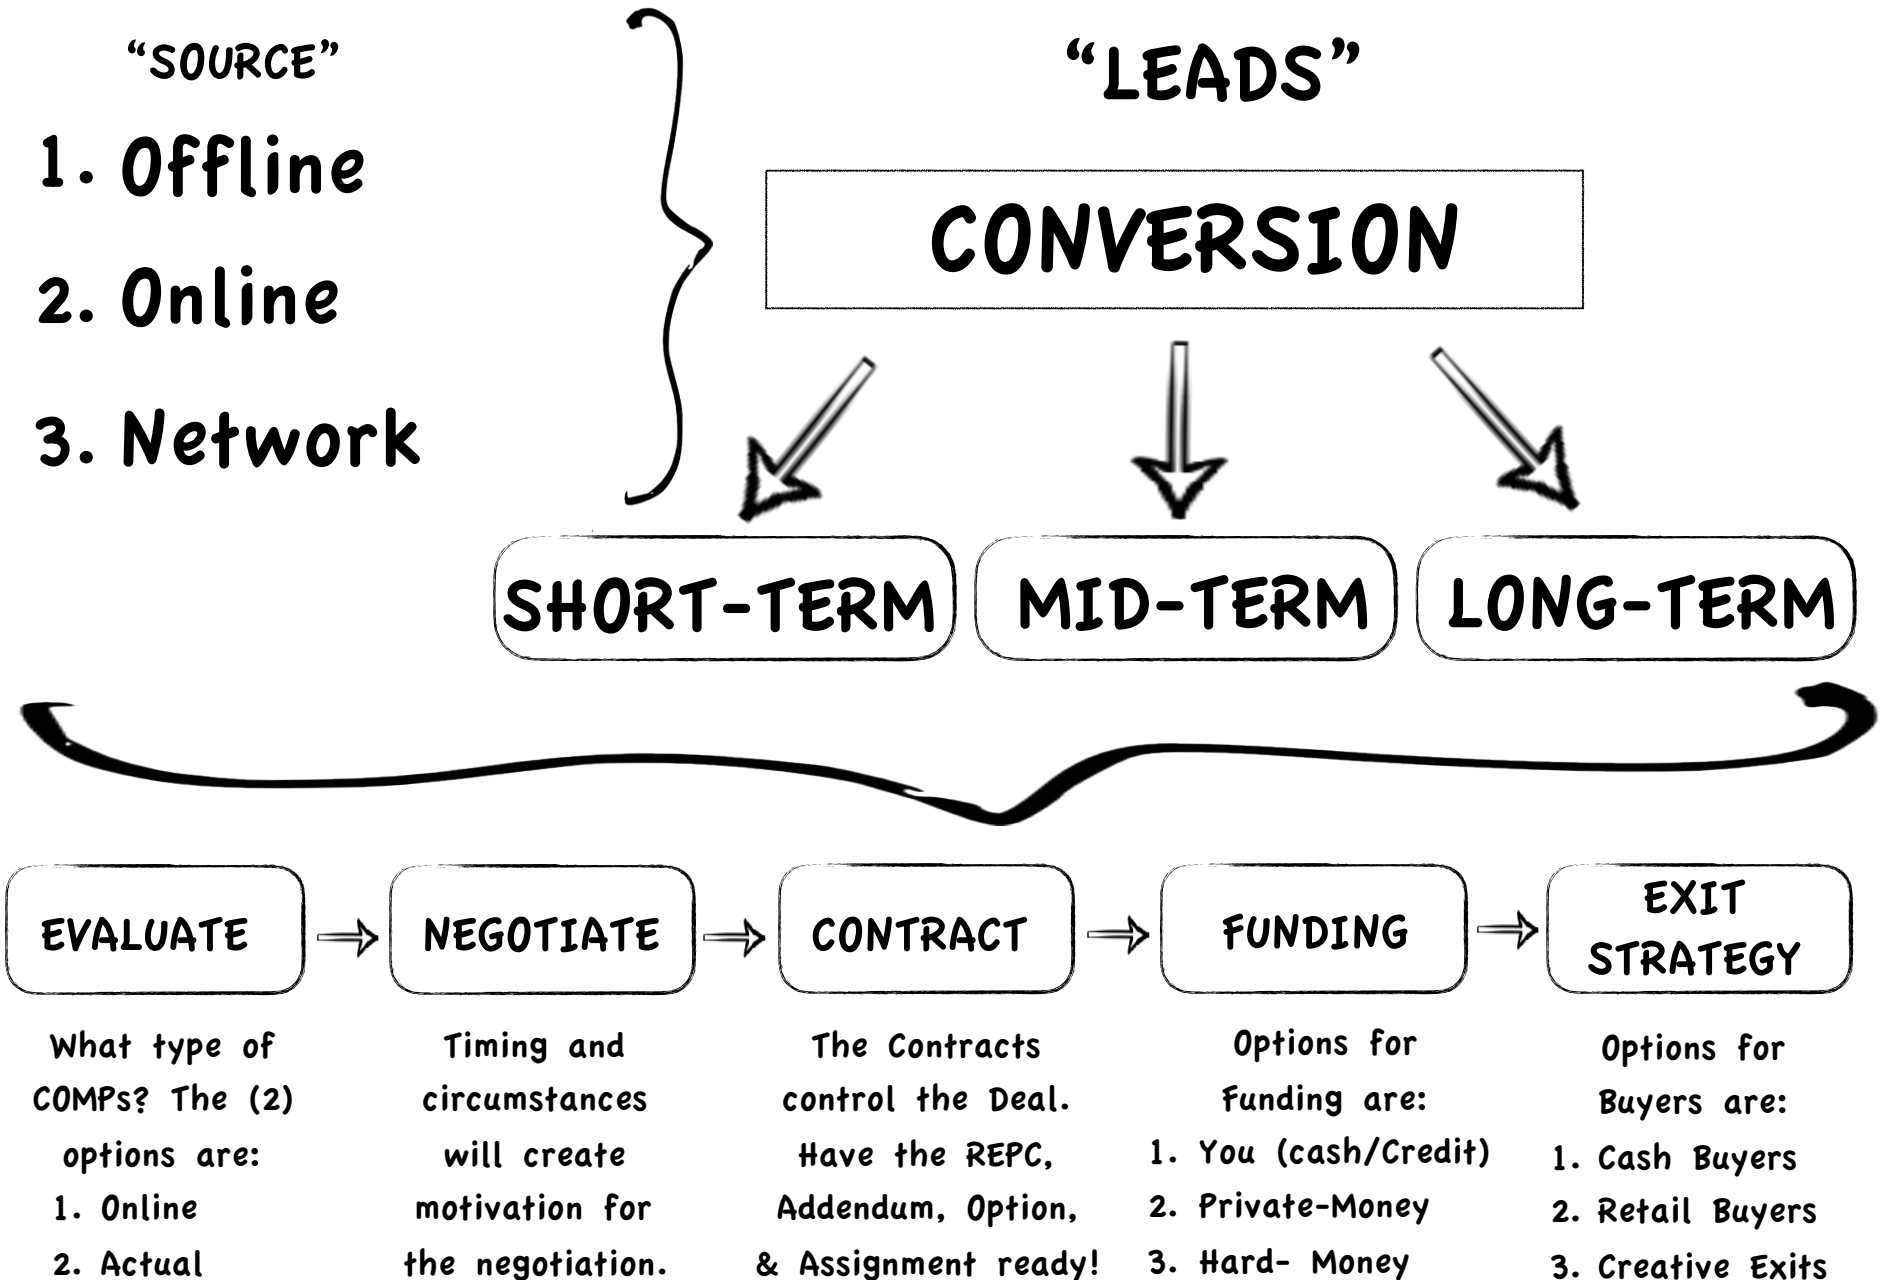 “SOURCE”
1. Offline
2. Online
3. Network
“LEADS”
CONVERSION
SHORT-TERM
MID-TERM
LONG-TERM
EVALUATE
What type of
COMPs? The (2)
options are:
1. Online
2. Actual
NEGOTIATE
Timing and
circumstances
will create
motivation for
the negotiation.
CONTRACT
The Contracts
control the Deal.
Have the REPC,
Addendum, Option,
& Assignment ready!
FUNDING
Options for
Funding are:
1. You (cash/Credit)
2. Private-Money
3. Hard- Money
EXIT
STRATEGY
Options for
Buyers are:
1. Cash Buyers
2. Retail Buyers
3. Creative Exits